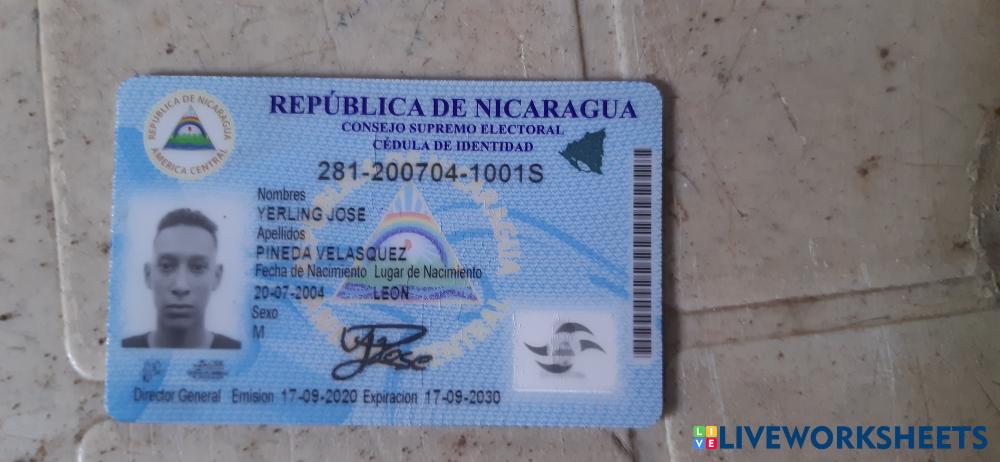 REPÚBLICA DE NICARAGUA
AMERICA CENTRAL
REPÚBLICA DE NICARAGUA
CONSEJO SUPREMO ELECTORAL
CÉDULA DE IDENTIDAD
281-200704-1001S
Nombres
YERLING JOSE
Apellidos
PINEDA VELASQUEZ
Fecha de Nacimiento Lugar de Nacimiento
20-07-2004 LEON
Sexo
M
Jose
Director General Emision 17-09-2020 Expiracion 17-09-2030
LIVE LIVEWORKSHEETS